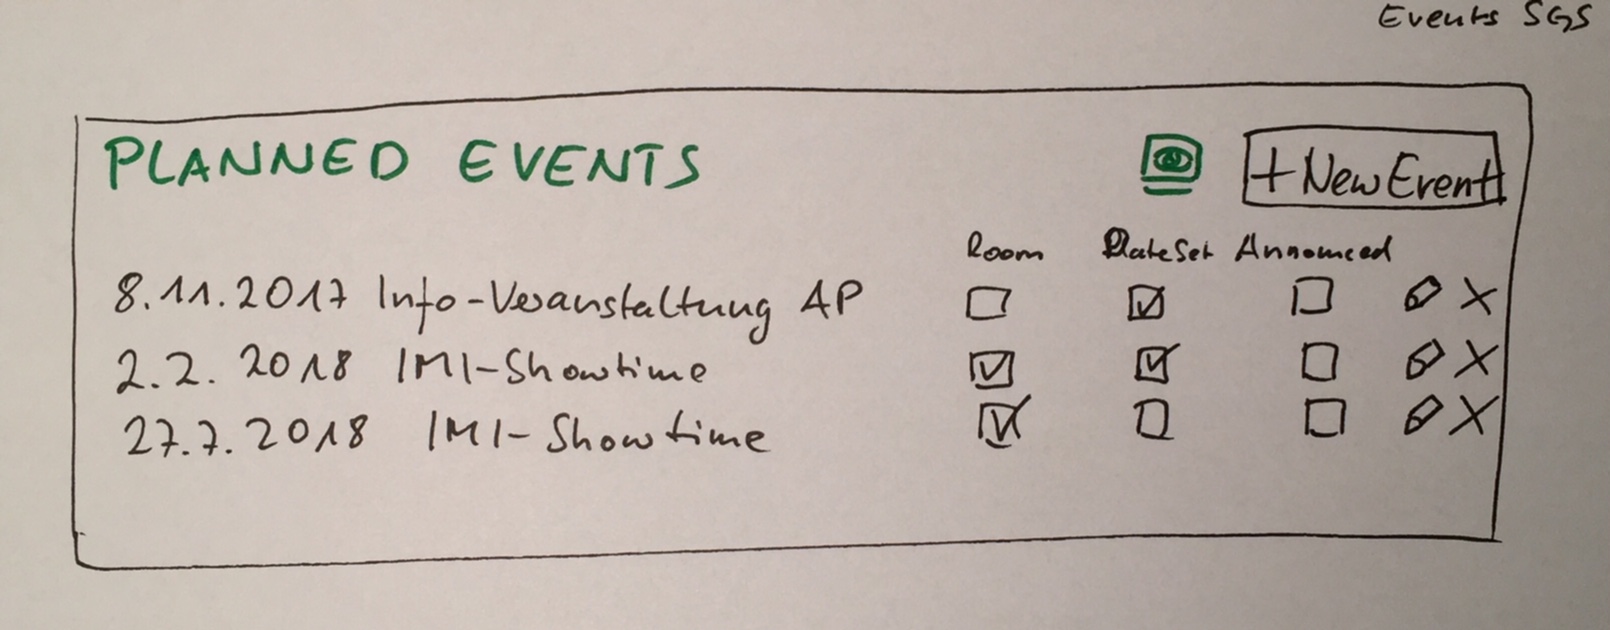 Events SGS
PLANNED EVENTS
+ New Event
Room DateSet Announced
8.11.2017 Info-Veranstaltung AP
2.2.2018 IMI-Showtime
27.7.2018 IMI-Showtime